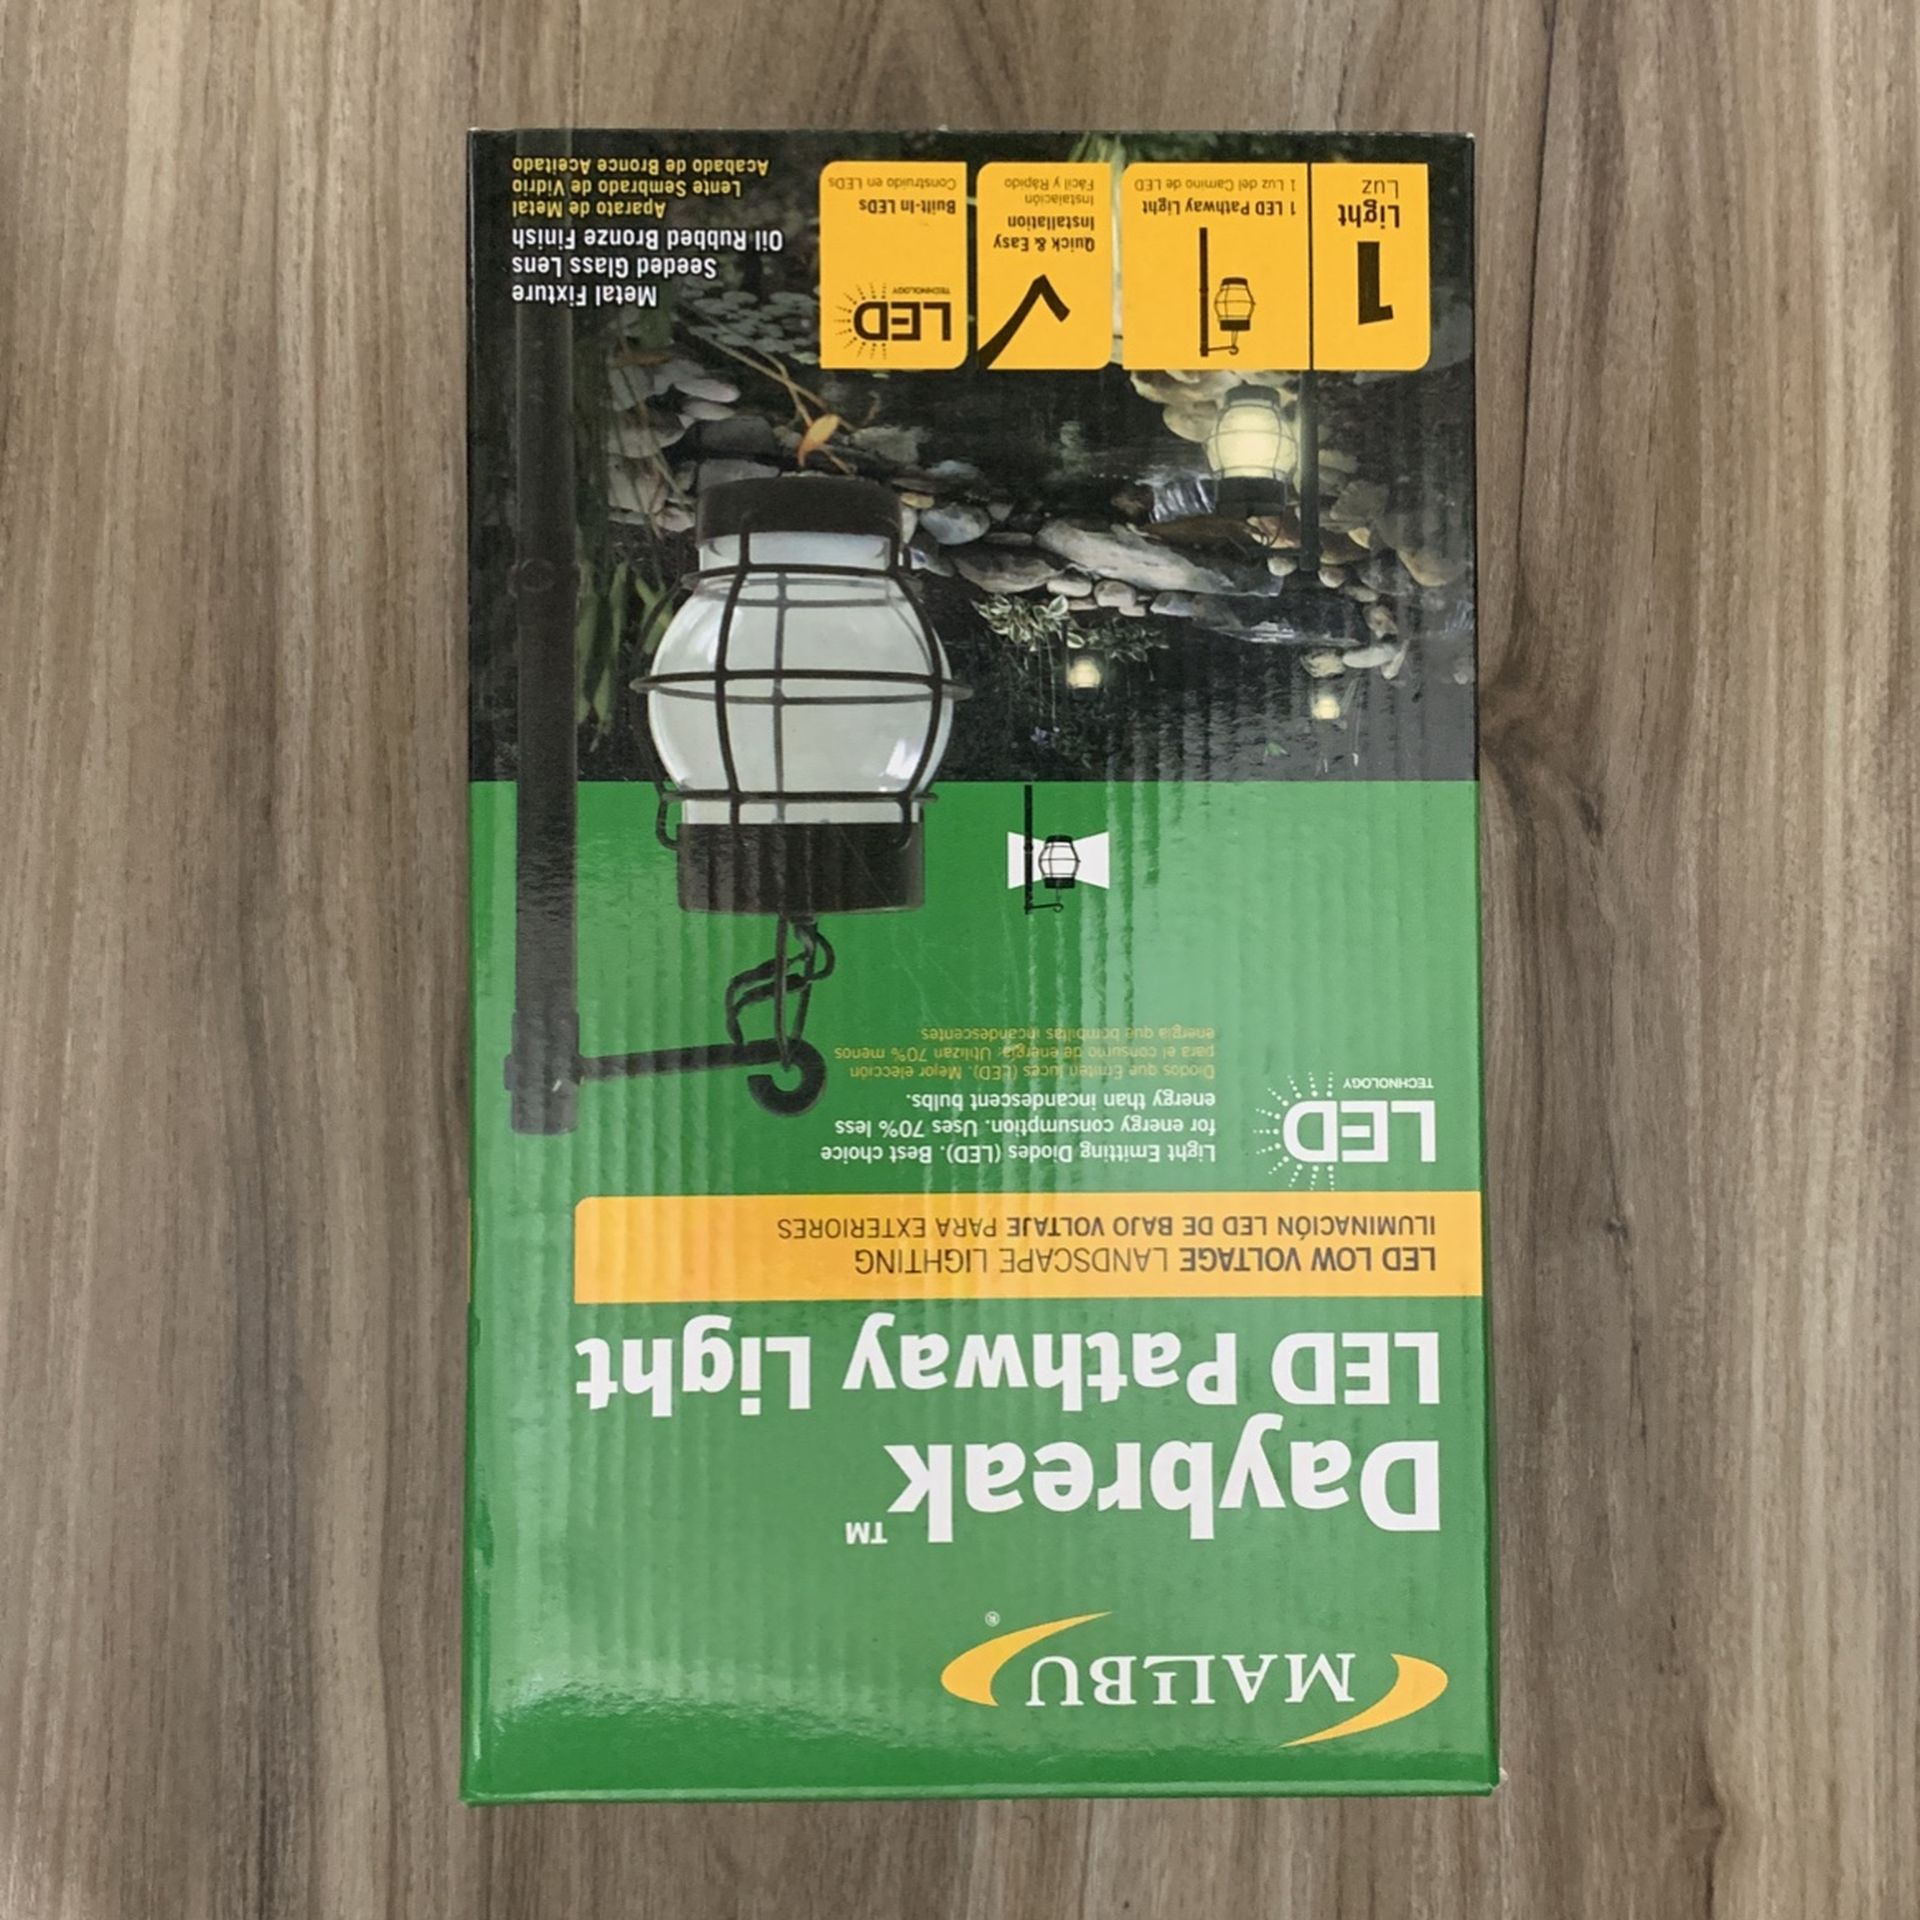 MALIBU®
Daybreak™
LED Pathway Light
LED LOW VOLTAGE LANDSCAPE LIGHTING
ILUMINACIÓN LED DE BAJO VOLTAJE PARA EXTERIORES
LED
TECHNOLOGY
Light Emitting Diodes (LED). Best choice
for energy consumption. Uses 70% less
energy than incandescent bulbs.
Diodos que Emiten luces (LED). Mejor elección
para el consumo de energía; Utilizan 70% menos
energía que bombillas incandescentes
1
Light
Luz
1 LED Pathway Light
1 Luz del Camino de LED
Quick & Easy
Installation
Instalación
Fácil y Rápido
LED
TECHNOLOGY
Built-In LEDs
Construido en LEDs
Metal Fixture
Seeded Glass Lens
Oil Rubbed Bronze Finish
Aparato de Metal
Lente Sembrado de Vidrio
Acabado de Bronce Aceitado